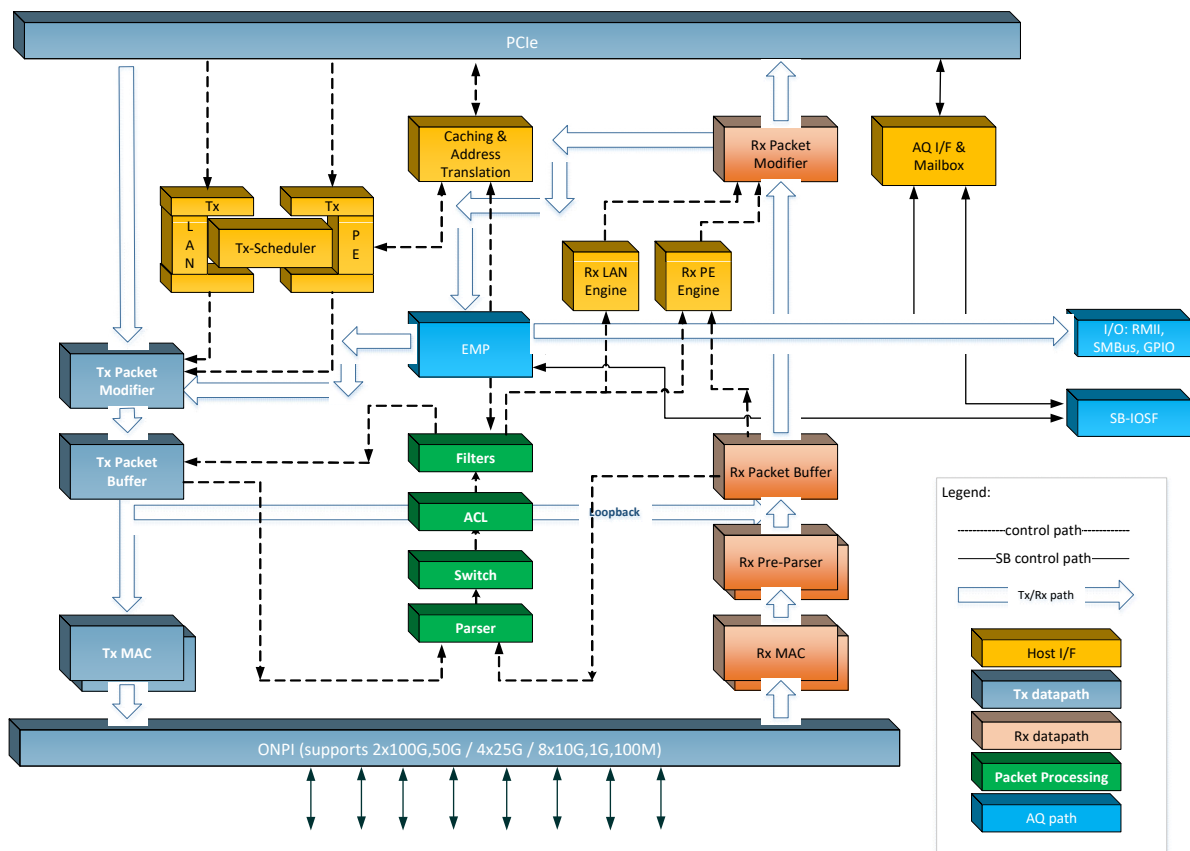 PCIe
Caching &
Address
Translation
Rx Packet
Modifier
AQ I/F &
Mailbox
Tx
Tx
L
A
N
Tx-Scheduler
P
E
Rx LAN
Engine
Rx PE
Engine
EMP
I/O: RMII,
SMBus, GPIO
Tx Packet
Modifier
SB-IOSF
Tx Packet
Buffer
Filters
Rx Packet Buffer
ACL
Loopback
Switch
Rx Pre-Parser
Parser
Tx MAC
Rx MAC
ONPI (supports 2x100G,50G / 4x25G / 8x10G,1G,100M)
Legend:
control path
SB control path
Tx/Rx path
Host I/F
Tx datapath
Rx datapath
Packet Processing
AQ path